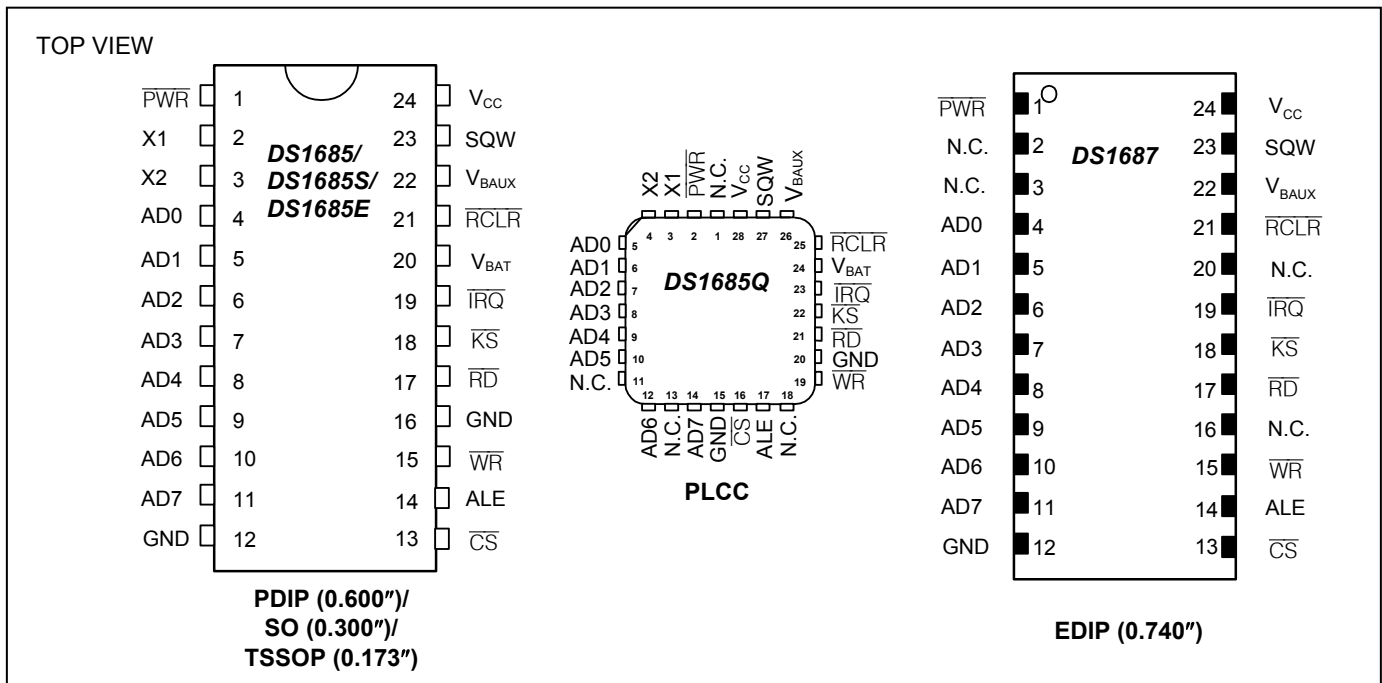 TOP VIEW
PWR 1 24 VCC
X1 2 23 SQW
X2 3 22 VBAUX
AD0 4 21 RCLR
AD1 5 20 VBAT
AD2 6 19 IRQ
AD3 7 18 KS
AD4 8 17 RD
AD5 9 16 GND
AD6 10 15 WR
AD7 11 14 ALE
GND 12 13 CS
DS1685/
DS1685S/
DS1685E
PDIP (0.600″)/
SO (0.300″)/
TSSOP (0.173″)
X2 X1 PWR N.C. VCC SQW VBAUX
4 3 2 1 28 27 26
AD0 5 25 RCLR
AD1 6 24 VBAT
AD2 7 23 IRQ
AD3 8 22 KS
AD4 9 21 RD
AD5 10 20 GND
N.C. 11 19 WR
DS1685Q
12 13 14 15 16 17 18
AD6 N.C. AD7 GND CS ALE N.C.
PLCC
PWR 1 24 VCC
N.C. 2 23 SQW
N.C. 3 22 VBAUX
AD0 4 21 RCLR
AD1 5 20 N.C.
AD2 6 19 IRQ
AD3 7 18 KS
AD4 8 17 RD
AD5 9 16 N.C.
AD6 10 15 WR
AD7 11 14 ALE
GND 12 13 CS
DS1687
EDIP (0.740″)